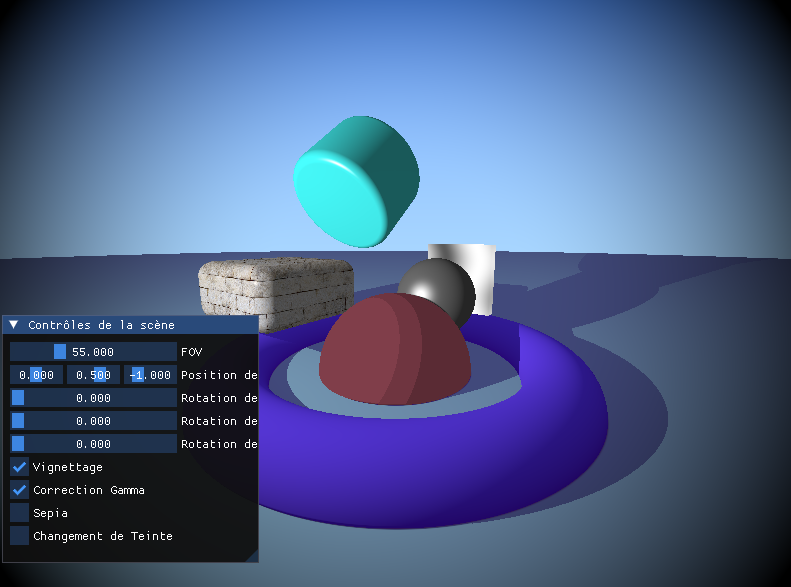 Contrôles de la scène
55.000 FOV
0.000 0.500 -1.000 Position de
0.000 Rotation de
0.000 Rotation de
0.000 Rotation de
Vignettage
Correction Gamma
Sepia
Changement de Teinte